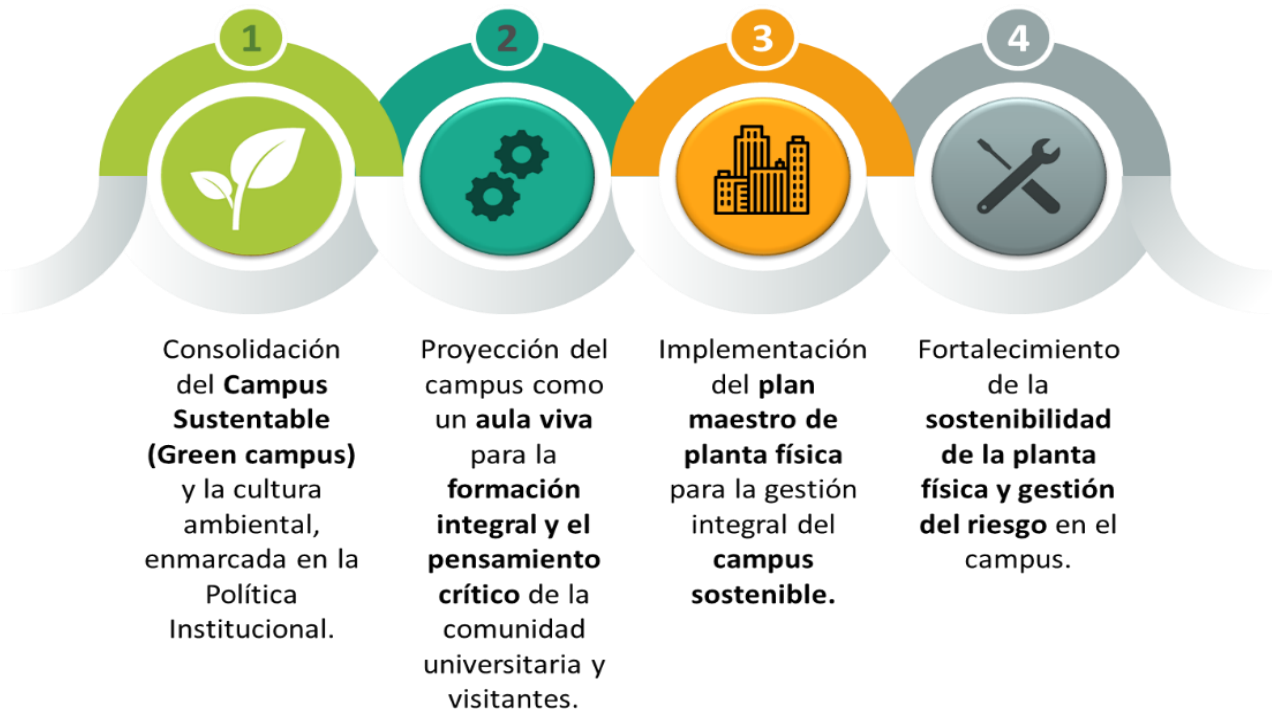 1
2
3
4
Consolidación
del Campus
Sustentable
(Green campus)
y la cultura
ambiental,
enmarcada en la
Política
Institucional.
Proyección del
campus como
un aula viva
para la
formación
integral y el
pensamiento
crítico de la
comunidad
universitaria y
visitantes.
Implementación
del plan
maestro de
planta física
para la gestión
integral del
campus
sostenible.
Fortalecimiento
de la
sostenibilidad
de la planta
física y gestión
del riesgo en el
campus.